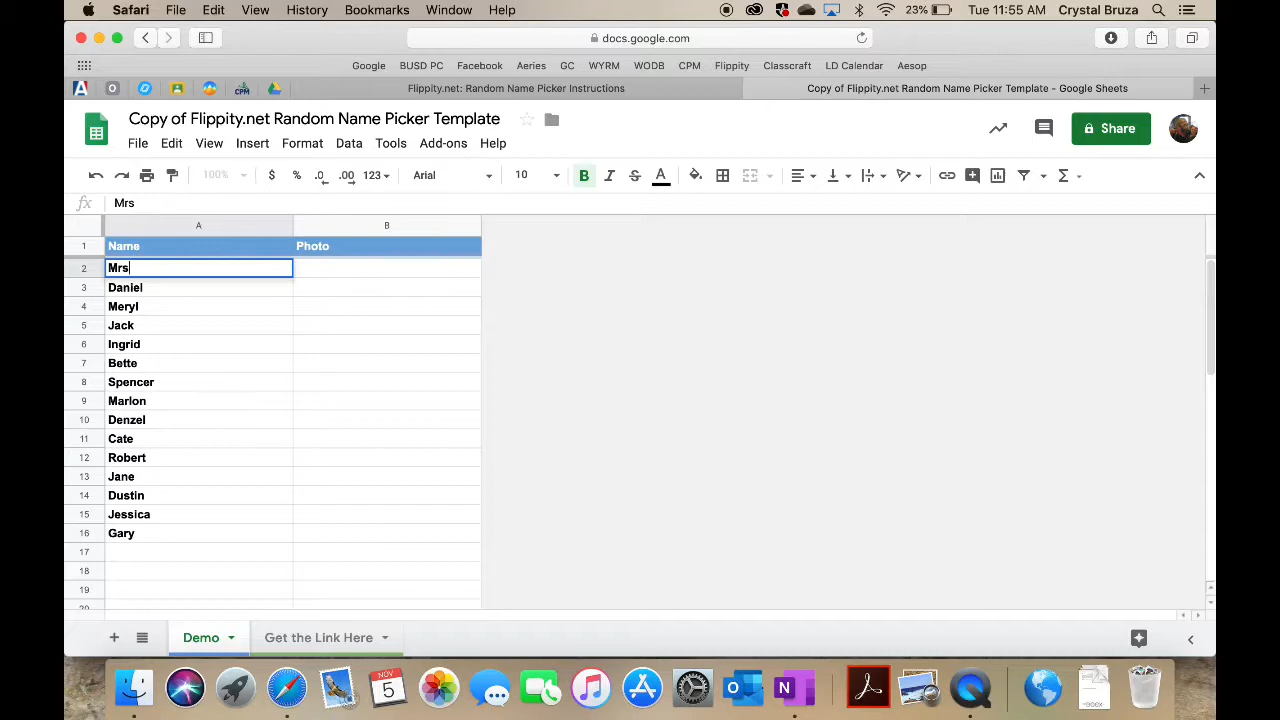 Safari File Edit View History Bookmarks Window Help 23% Tue 11:55 AM Crystal Bruza
docs.google.com
Google BUSD PC Facebook Aeries GC WYRM WODB CPM Flippity Classcraft LD Calendar Aesop
CPM Flippity.net: Random Name Picker Instructions Copy of Flippity.net Random Name Picker Template - Google Sheets
Copy of Flippity.net Random Name Picker Template
File Edit View Insert Format Data Tools Add-ons Help
Share
100% $ % .0 .00 123 Arial 10 B I S A
fx Mrs
A B
1 Name Photo
2 Mrs
3 Daniel
4 Meryl
5 Jack
6 Ingrid
7 Bette
8 Spencer
9 Marlon
10 Denzel
11 Cate
12 Robert
13 Jane
14 Dustin
15 Jessica
16 Gary
17
18
19
20
Demo Get the Link Here
NOV 5